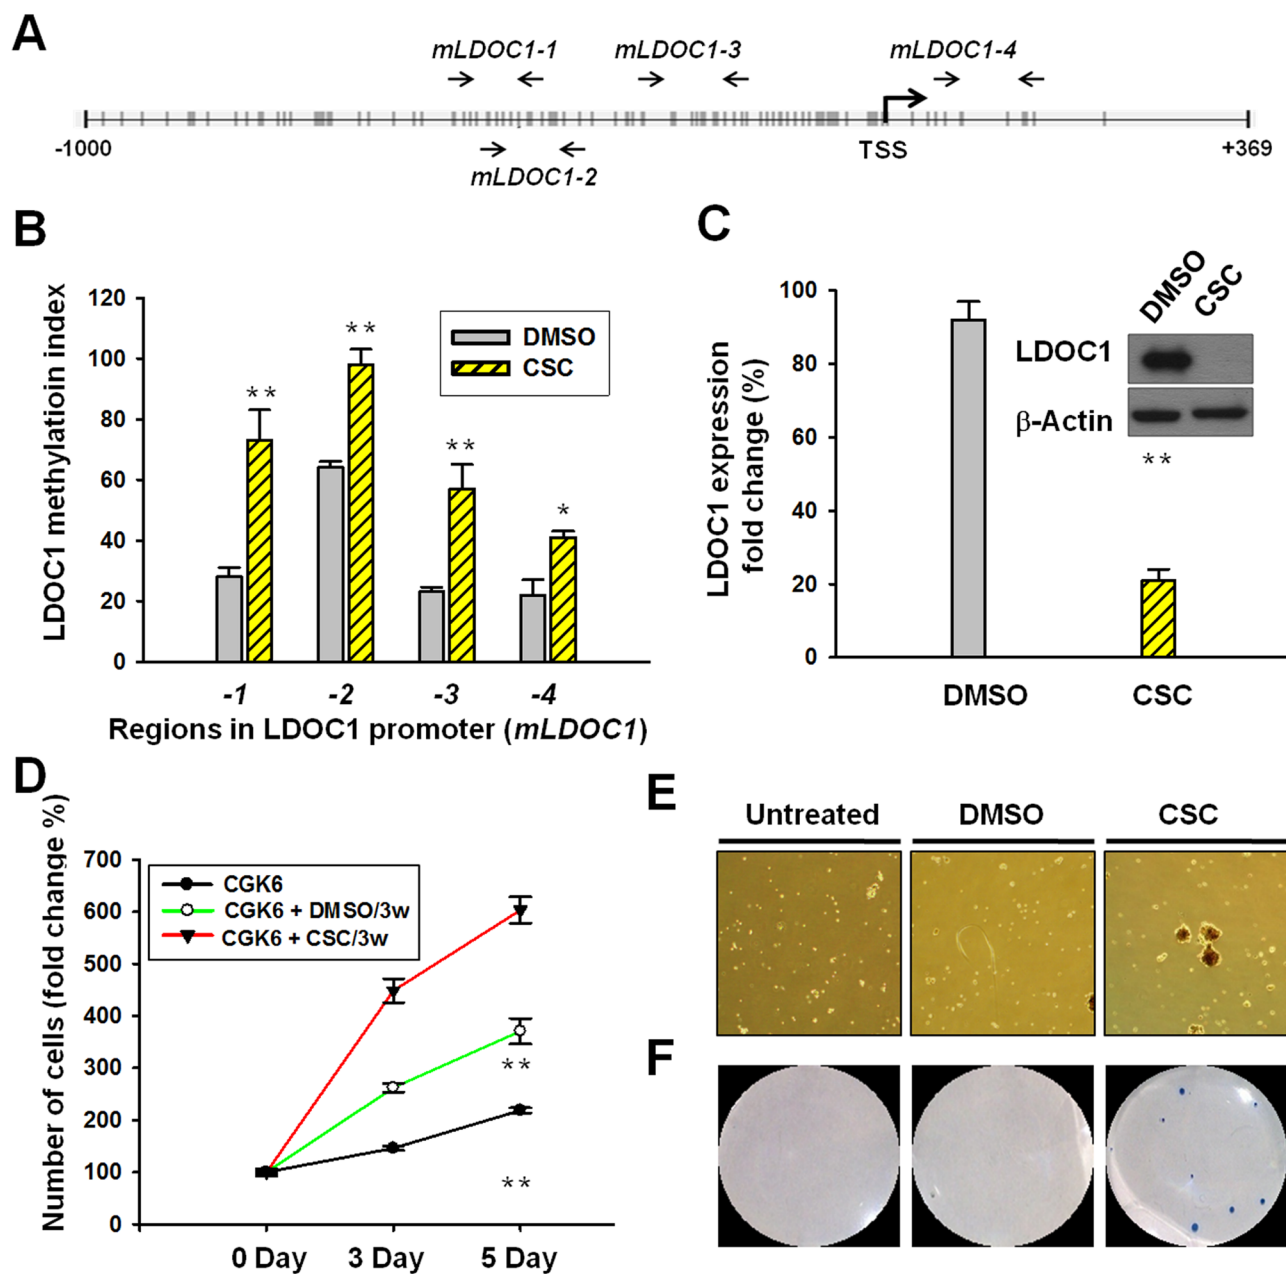 A
mLDOC1-1
mLDOC1-3
mLDOC1-4
-1000
TSS
+369
mLDOC1-2
B
LDOC1 methylatioin index
120
100
80
60
40
20
0
DMSO
CSC
**
**
**
*
-1
-2
-3
-4
Regions in LDOC1 promoter (mLDOC1)
C
LDOC1 expression
fold change (%)
100
80
60
40
20
0
DMSO
CSC
LDOC1
β-Actin
**
DMSO
CSC
D
Number of cells (fold change %)
700
600
500
400
300
200
100
0
CGK6
CGK6 + DMSO/3w
CGK6 + CSC/3w
**
**
0 Day
3 Day
5 Day
E
Untreated
DMSO
CSC
F